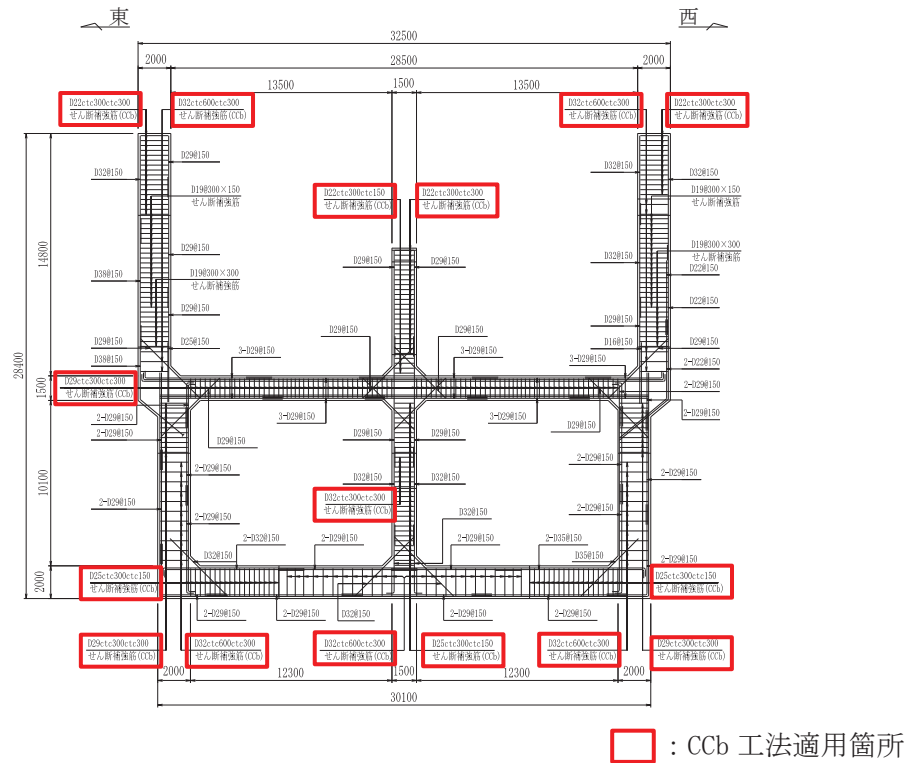 東
西
32500
2000
28500
2000
13500
1500
13500
D22ctc300ctc300
せん断補強筋(CCb)
D32ctc600ctc300
せん断補強筋(CCb)
D32ctc600ctc300
せん断補強筋(CCb)
D22ctc300ctc300
せん断補強筋(CCb)
D29@150
D32@150
D32@150
D32@150
D19@300×150
せん断補強筋
D19@300×150
せん断補強筋
D22ctc300ctc150
せん断補強筋(CCb)
D22ctc300ctc300
せん断補強筋(CCb)
14800
28400
D29@150
D29@150
D29@150
D32@150
D19@300×300
せん断補強筋
D38@150
D19@300×300
せん断補強筋
D22@150
D29@150
D22@150
D29@150
D29@150
D29@150
D29@150
D25@150
D16@150
D29@150
D38@150
3-D29@150
3-D29@150
3-D29@150
2-D22@150
D29ctc300ctc300
せん断補強筋(CCb)
1500
2-D29@150
2-D29@150
3-D29@150
3-D29@150
2-D29@150
2-D29@150
D29@150
D29@150
D29@150
D29@150
2-D29@150
2-D29@150
10100
D32@150
D32@150
2-D29@150
2-D29@150
2-D29@150
D32ctc300ctc300
せん断補強筋(CCb)
D32@150
2-D29@150
2-D29@150
2-D32@150
2-D29@150
2-D29@150
2-D35@150
D32@150
D35@150
2-D29@150
2000
D25ctc300ctc150
せん断補強筋(CCb)
D25ctc300ctc150
せん断補強筋(CCb)
2-D29@150
2-D29@150
D32@150
2-D29@150
2-D29@150
D29ctc300ctc300
せん断補強筋(CCb)
D32ctc600ctc300
せん断補強筋(CCb)
D32ctc600ctc300
せん断補強筋(CCb)
D25ctc300ctc150
せん断補強筋(CCb)
D32ctc600ctc300
せん断補強筋(CCb)
D29ctc300ctc300
せん断補強筋(CCb)
2000
12300
1500
12300
2000
30100
：CCb 工法適用箇所